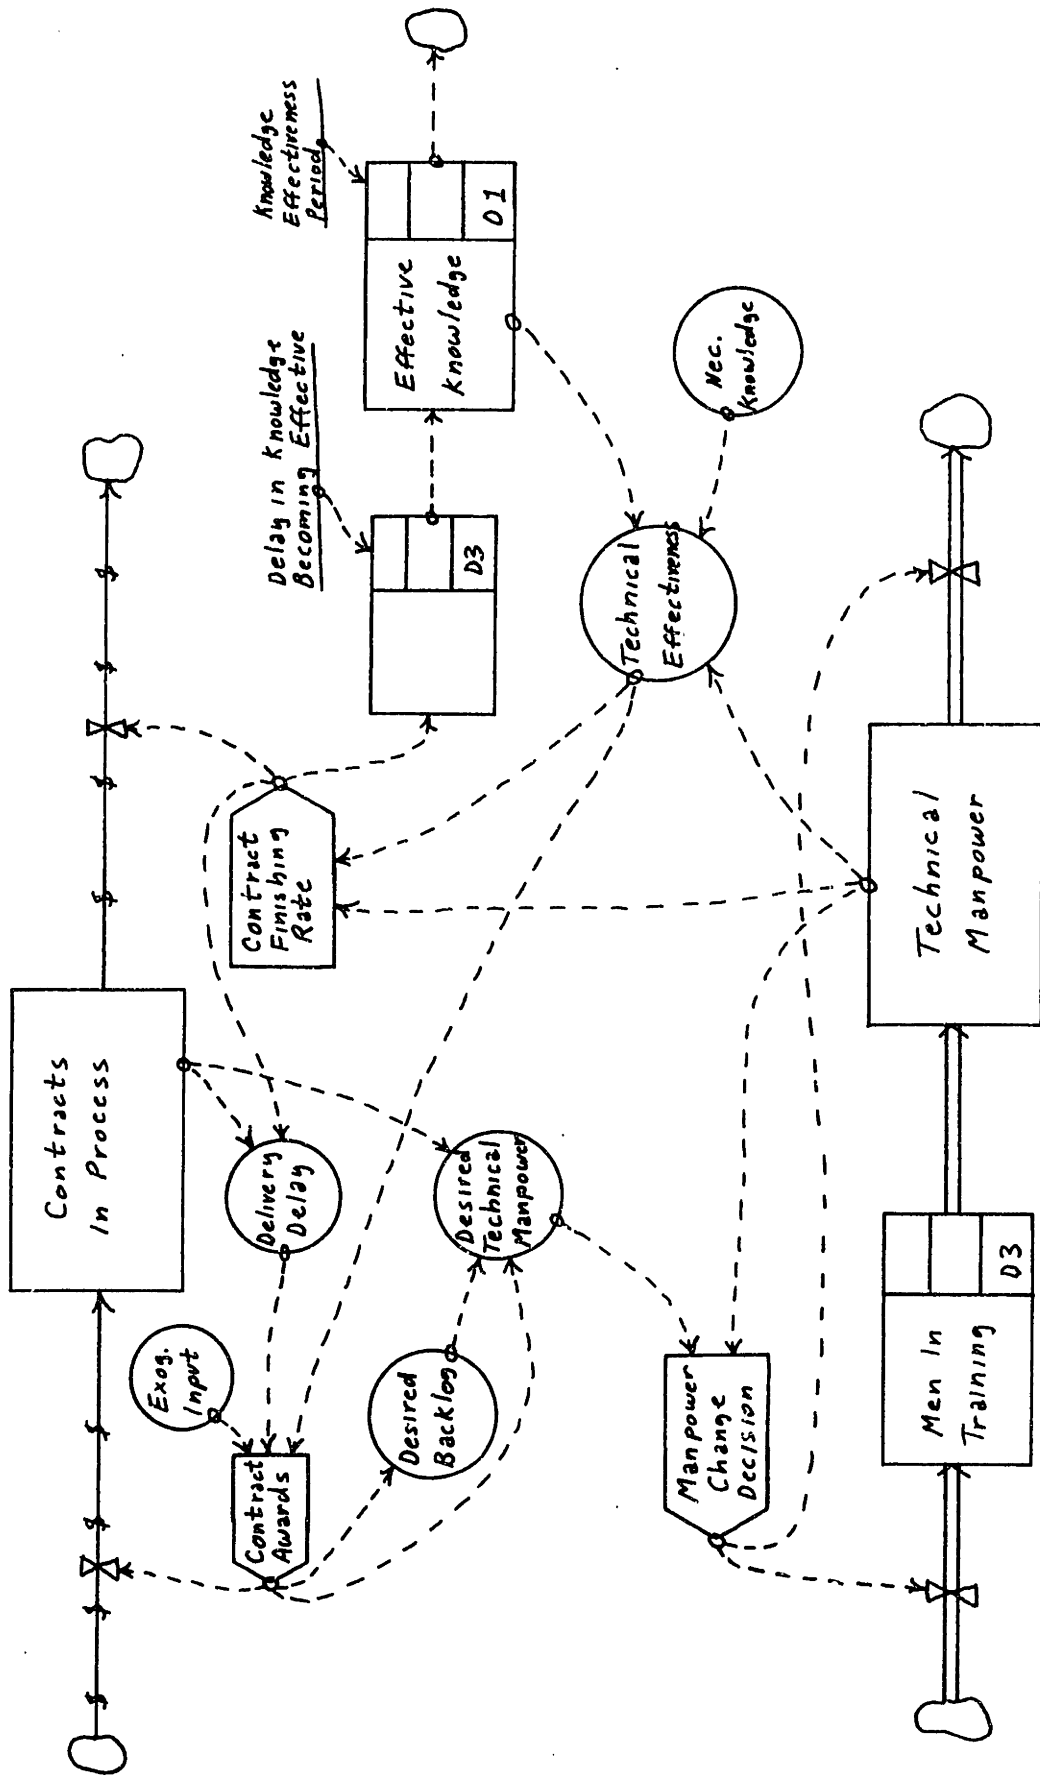 Contracts
In Process
Exog.
Input
Contract
Awards
Delivery
Delay
Contract
Finishing
Rate
Desired
Backlog
Desired
Technical
Manpower
Delay in Knowledge
Becoming Effective
D3
Knowledge
Effectiveness
Period
Effective
Knowledge
D1
Technical
Effectiveness
Nec.
Knowledge
Manpower
Change
Decision
Men In
Training
D3
Technical
Manpower
$
$
$
$
$
$
$
$